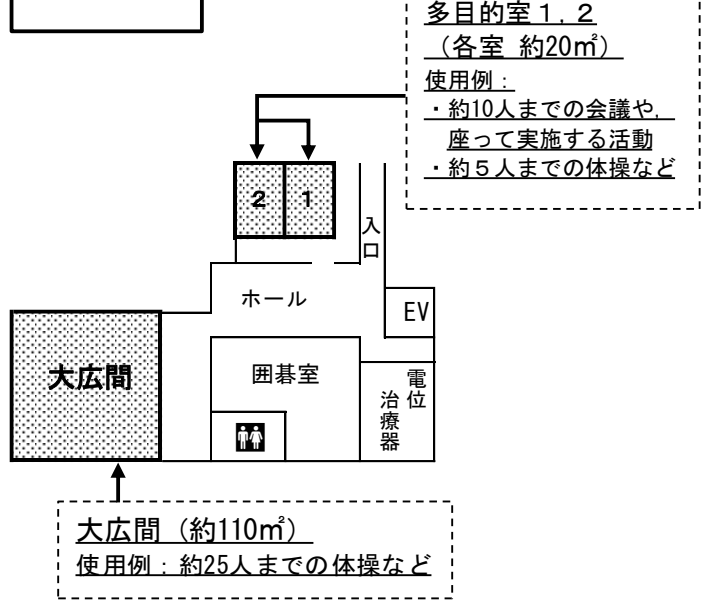 多目的室１,２
（各室 約20㎡）
使用例：
・約10人までの会議や,
座って実施する活動
・約５人までの体操など
2 1
入口
ホール
EV
大広間
囲碁室
電位
治療器
大広間（約110㎡）
使用例：約25人までの体操など